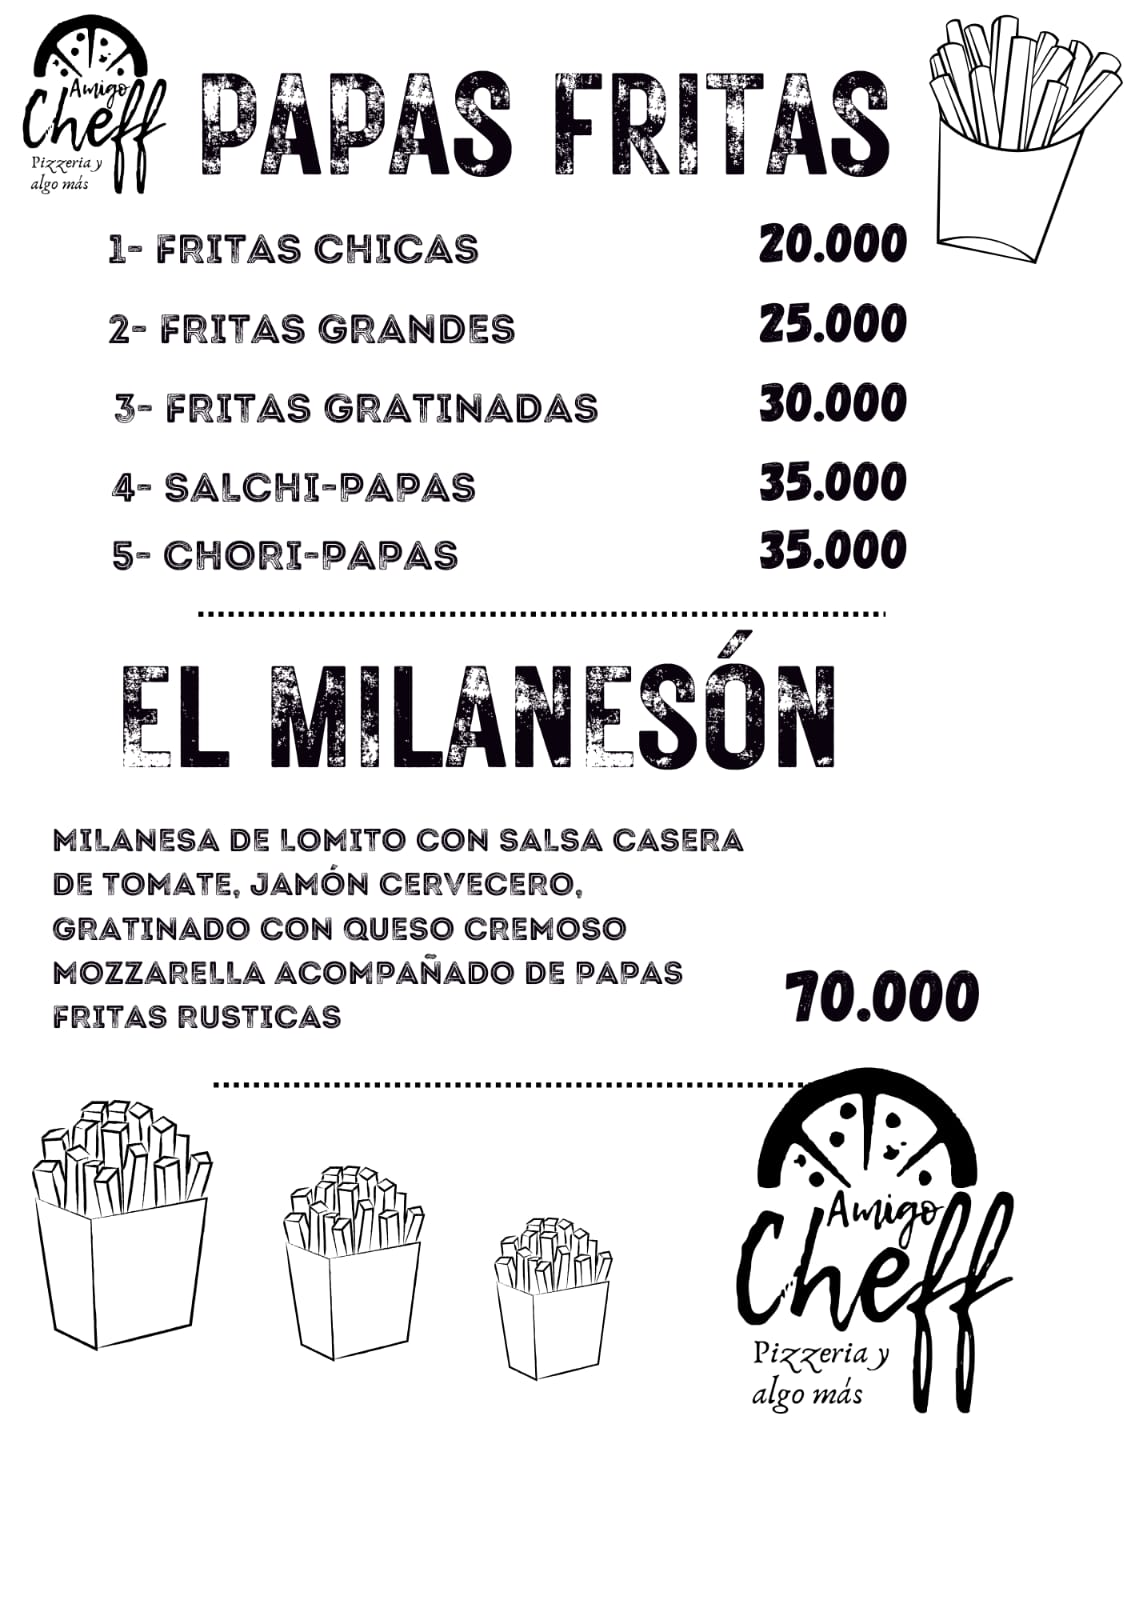 Amigo
Cheff
Pizzeria y
algo más
PAPAS FRITAS
1- FRITAS CHICAS 20.000
2- FRITAS GRANDES 25.000
3- FRITAS GRATINADAS 30.000
4- SALCHI-PAPAS 35.000
5- CHORI-PAPAS 35.000
EL MILANESÓN
MILANESA DE LOMITO CON SALSA CASERA
DE TOMATE, JAMÓN CERVECERO,
GRATINADO CON QUESO CREMOSO
MOZZARELLA ACOMPAÑADO DE PAPAS
FRITAS RUSTICAS
70.000
Amigo
Cheff
Pizzeria y
algo más